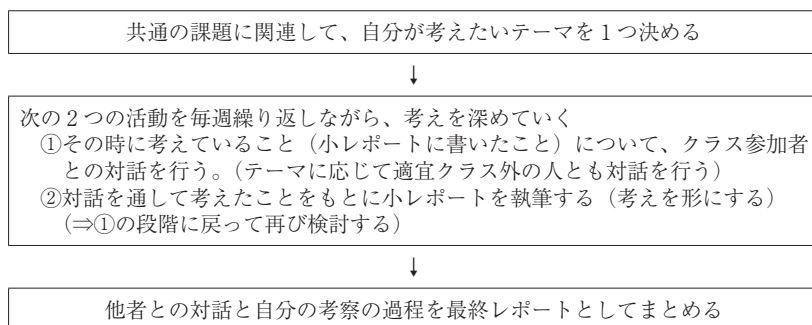 共通の課題に関連して、自分が考えたいテーマを1つ決める
↓
次の2つの活動を毎週繰り返しながら、考えを深めていく
①その時に考えていること（小レポートに書いたこと）について、クラス参加者
との対話を行う。（テーマに応じて適宜クラス外の人とも対話を行う）
②対話を通して考えたことをもとに小レポートを執筆する（考えを形にする）
（⇒①の段階に戻って再び検討する）
↓
他者との対話と自分の考察の過程を最終レポートとしてまとめる